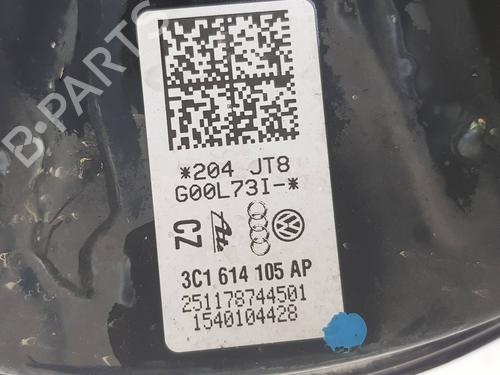 B-PARTS
*204 JT8
G00L73I-*
CZ
3C1 614 105 AP
251178744501
1540104428